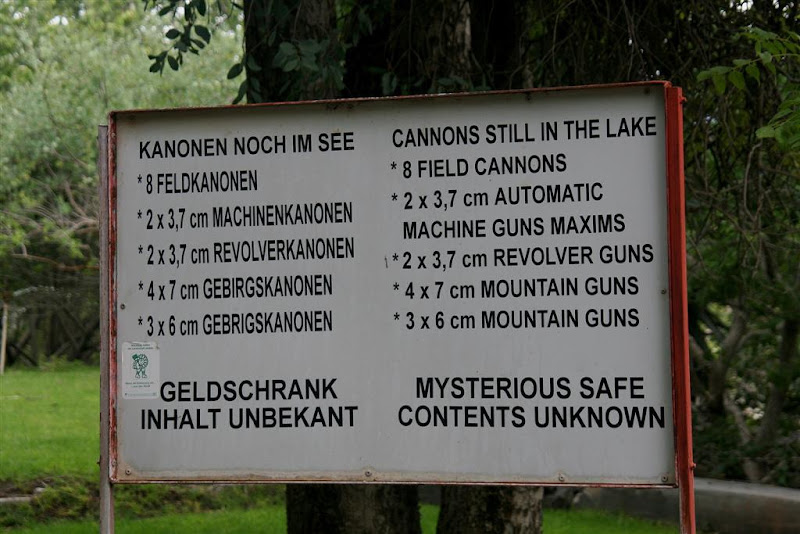 KANONEN NOCH IM SEE
* 8 FELDKANONEN
* 2 x 3,7 cm MACHINENKANONEN
* 2 x 3,7 cm REVOLVERKANONEN
* 4 x 7 cm GEBIRGSKANONEN
* 3 x 6 cm GEBRIGSKANONEN
GELDSCHRANK
INHALT UNBEKANT
CANNONS STILL IN THE LAKE
* 8 FIELD CANNONS
* 2 x 3,7 cm AUTOMATIC
MACHINE GUNS MAXIMS
* 2 x 3,7 cm REVOLVER GUNS
* 4 x 7 cm MOUNTAIN GUNS
* 3 x 6 cm MOUNTAIN GUNS
MYSTERIOUS SAFE
CONTENTS UNKNOWN